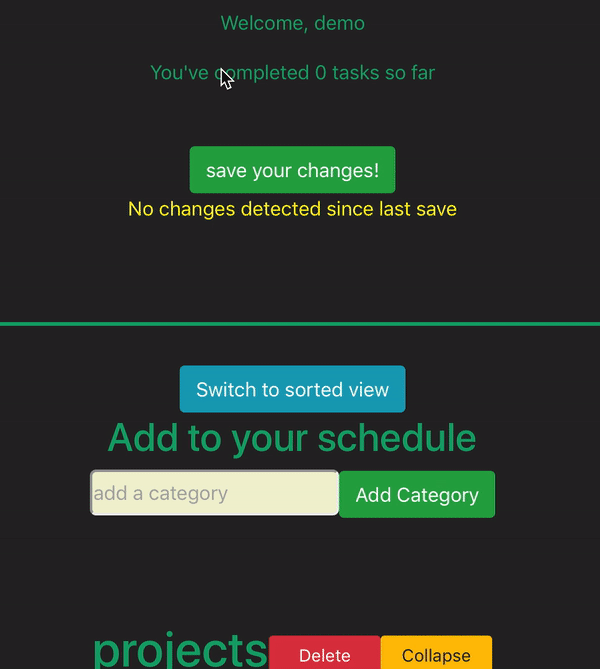 Welcome, demo
You've completed 0 tasks so far
save your changes!
No changes detected since last save
Switch to sorted view
Add to your schedule
add a category Add Category
projects Delete Collapse